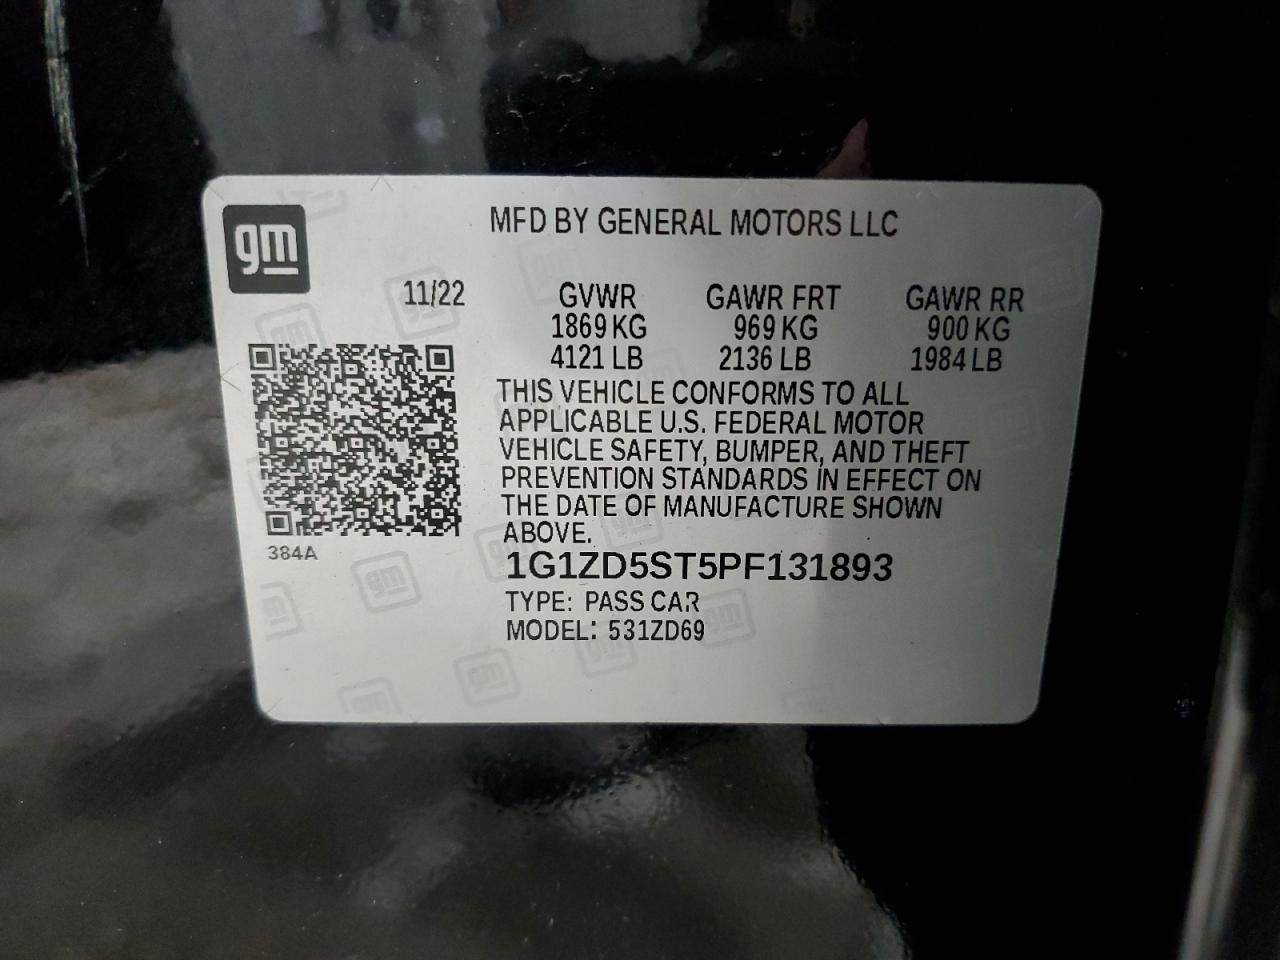 gm
MFD BY GENERAL MOTORS LLC
11/22
GVWR GAWR FRT GAWR RR
1869 KG 969 KG 900 KG
4121 LB 2136 LB 1984 LB
THIS VEHICLE CONFORMS TO ALL
APPLICABLE U.S. FEDERAL MOTOR
VEHICLE SAFETY, BUMPER, AND THEFT
PREVENTION STANDARDS IN EFFECT ON
THE DATE OF MANUFACTURE SHOWN
ABOVE.
384A
1G1ZD5ST5PF131893
TYPE: PASS CAR
MODEL: 531ZD69